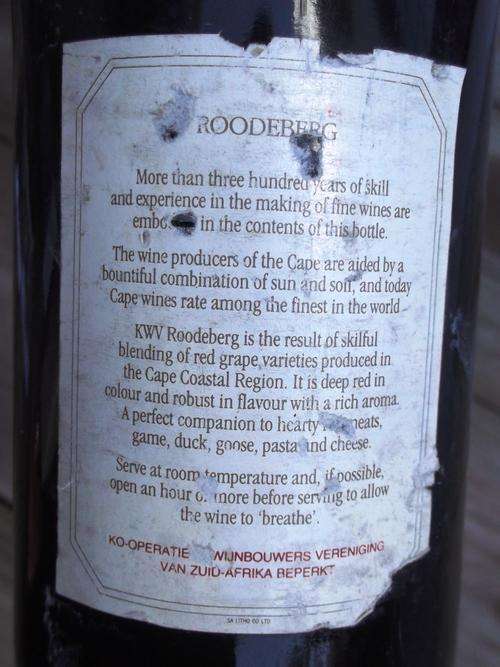 ROODEBERG
More than three hundred years of skill
and experience in the making of fine wines are
in the contents of this bottle.
The wine producers of the Cape are aided by a
bountiful combination of sun and soil, and today
Cape wines rate among the finest in the world
KWV Roodeberg is the result of skilful
blending of red grape varieties produced in
the Cape Coastal Region. It is deep red in
colour and robust in flavour with a rich aroma.
A perfect companion to hearty meats,
game, duck, goose, pasta and cheese.
Serve at room temperature and, if possible,
open an hour or more before serving to allow
the wine to ‘breathe’.
KO-OPERATIE WIJNBOUWERS VERENIGING
VAN ZUID-AFRIKA BEPERKT
SA LITHO CO LTD